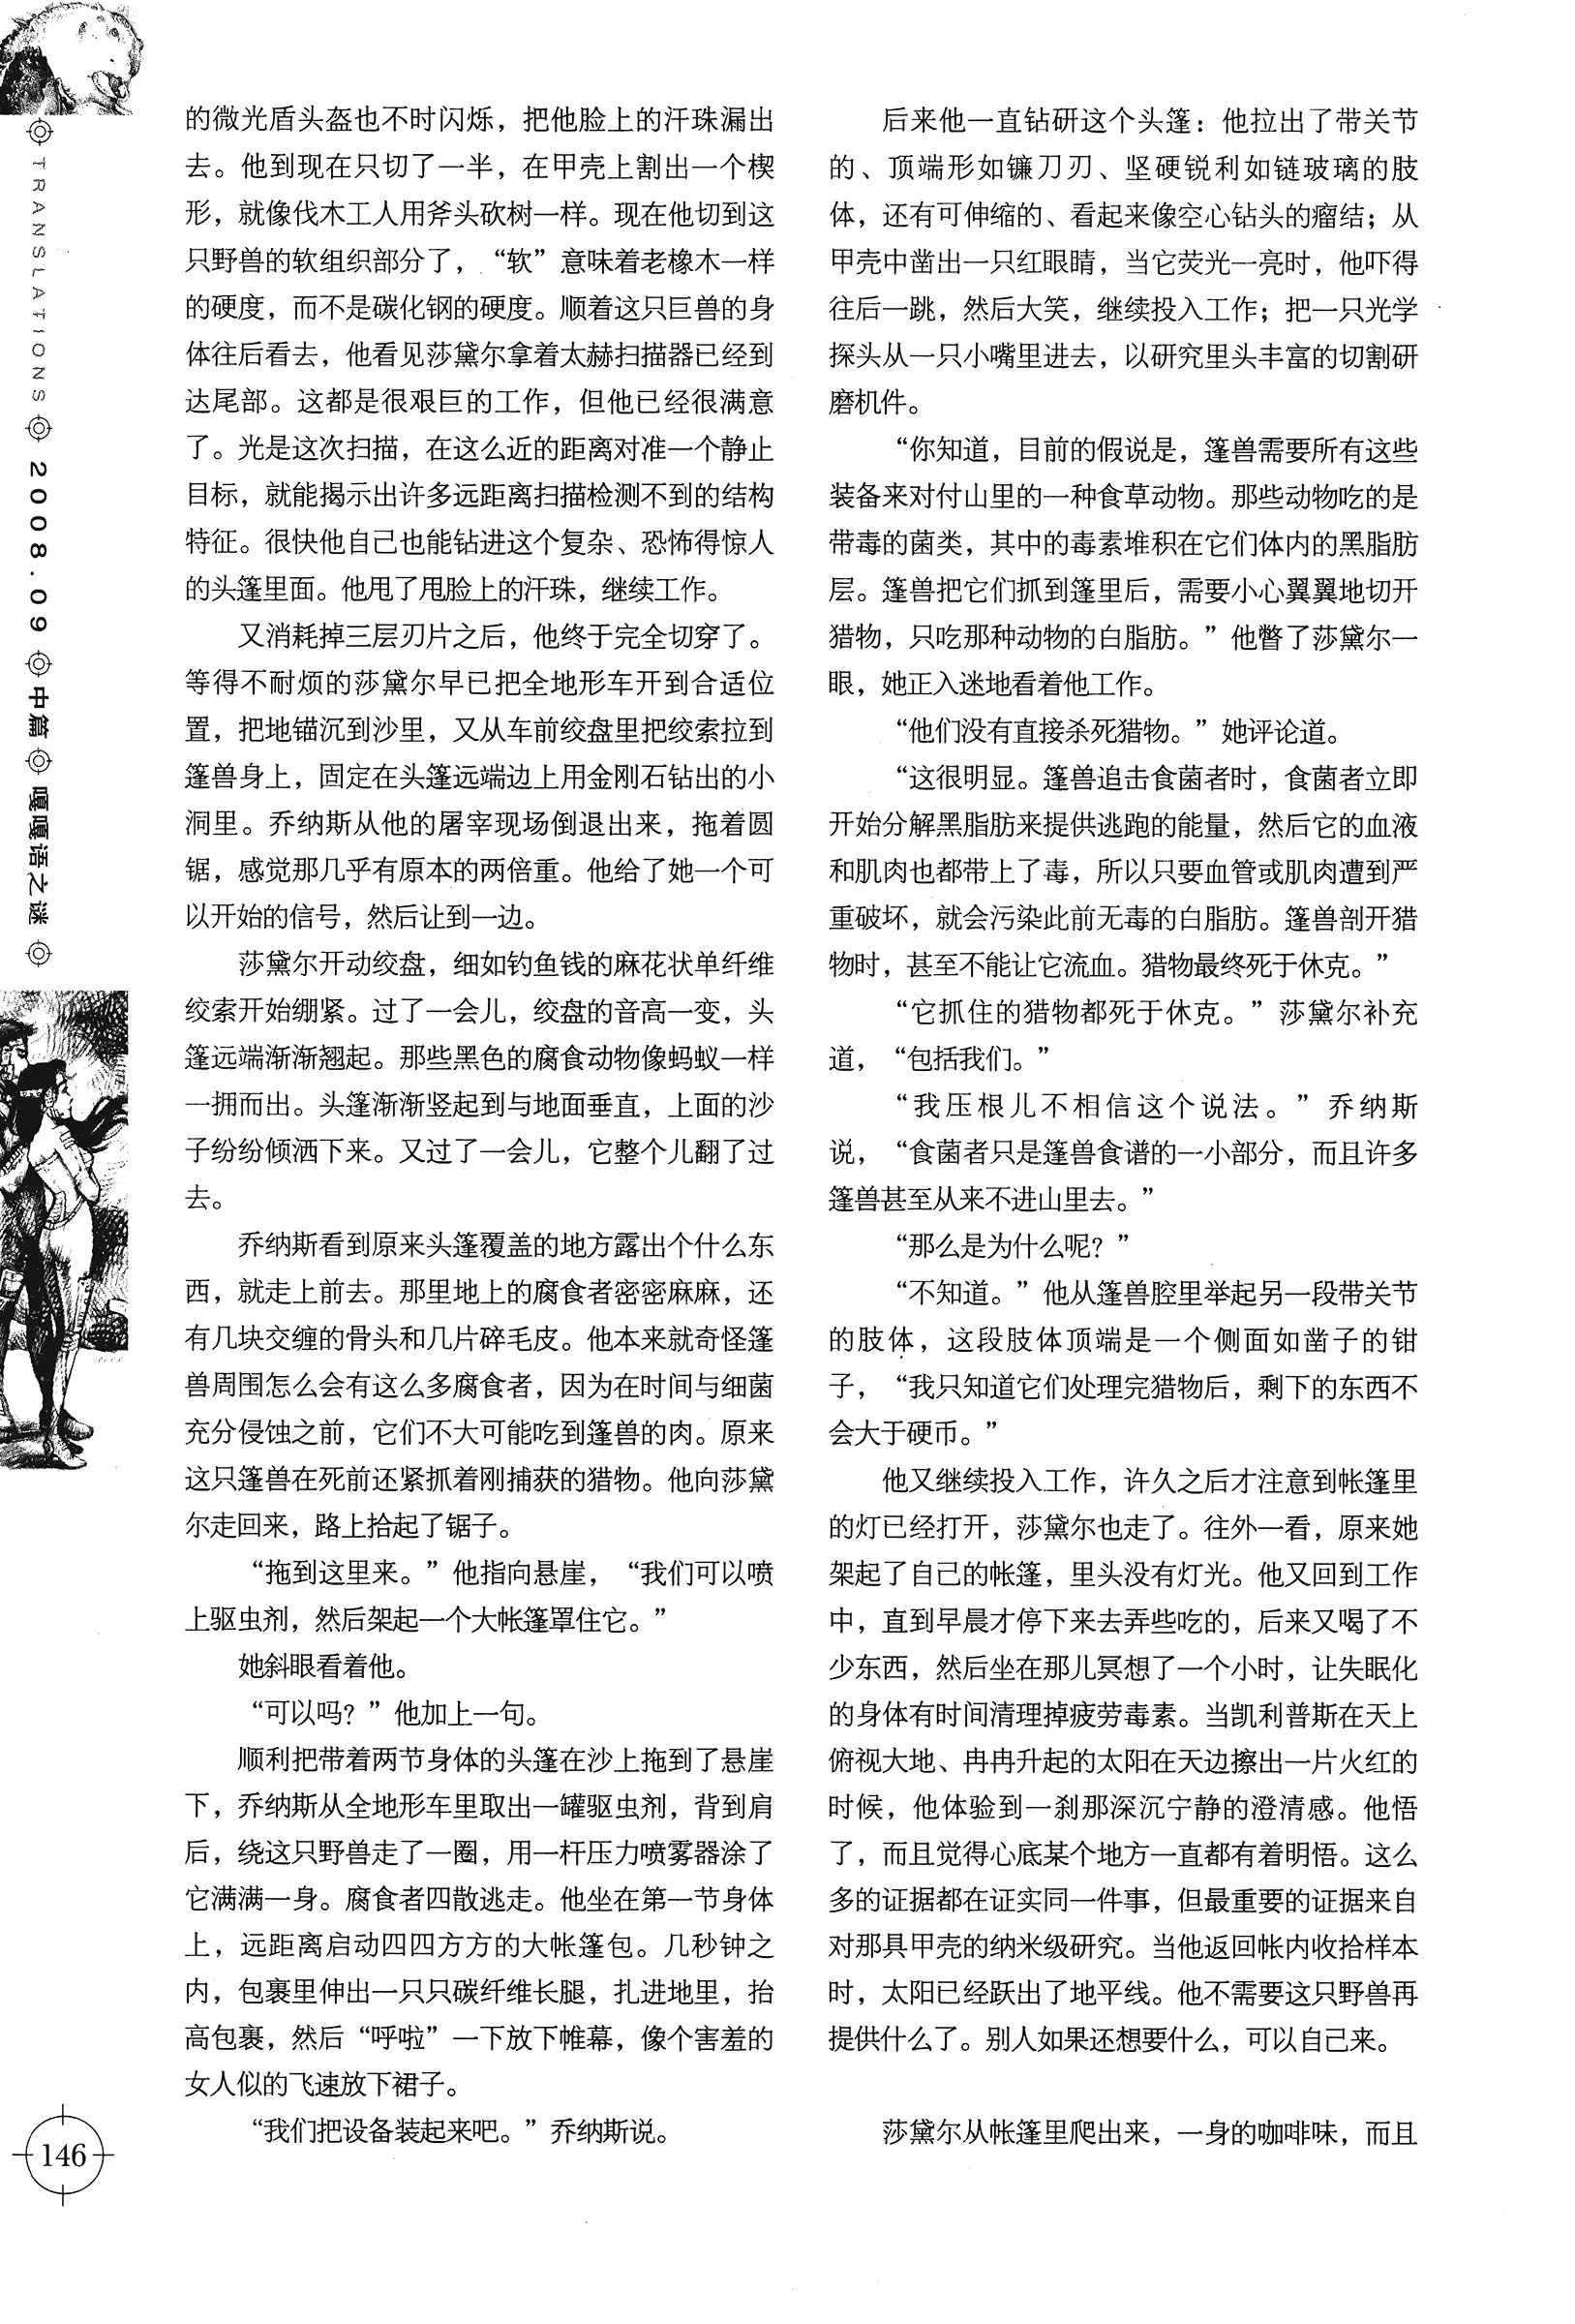 TRANSLATIONS
2008.09
中篇
嘎嘎语之谜
的微光盾头盔也不时闪烁，把他脸上的汗珠漏出
去。他到现在只切了一半，在甲壳上割出一个楔
形，就像伐木工人用斧头砍树一样。现在他切到这
只野兽的软组织部分了，“软”意味着老橡木一样
的硬度，而不是碳化钢的硬度。顺着这只巨兽的身
体往后看去，他看见莎黛尔拿着太赫扫描器已经到
达尾部。这都是很艰巨的工作，但他已经很满意
了。光是这次扫描，在这么近的距离对准一个静止
目标，就能揭示出许多远距离扫描检测不到的结构
特征。很快他自己也能钻进这个复杂、恐怖得惊人
的头篷里面。他甩了甩脸上的汗珠，继续工作。
又消耗掉三层刃片之后，他终于完全切穿了。
等得不耐烦的莎黛尔早已把全地形车开到合适位
置，把地锚沉到沙里，又从车前绞盘里把绞索拉到
篷兽身上，固定在头篷远端边上用金刚石钻出的小
洞里。乔纳斯从他的屠宰现场倒退出来，拖着圆
锯，感觉那几乎有原本的两倍重。他给了她一个可
以开始的信号，然后让到一边。
莎黛尔开动绞盘，细如钓鱼钱的麻花状单纤维
绞索开始绷紧。过了一会儿，绞盘的音高一变，头
篷远端渐渐翘起。那些黑色的腐食动物像蚂蚁一样
一拥而出。头篷渐渐竖起到与地面垂直，上面的沙
子纷纷倾洒下来。又过了一会儿，它整个儿翻了过
去。
乔纳斯看到原来头篷覆盖的地方露出个什么东
西，就走上前去。那里地上的腐食者密密麻麻，还
有几块交缠的骨头和几片碎毛皮。他本来就奇怪篷
兽周围怎么会有这么多腐食者，因为在时间与细菌
充分侵蚀之前，它们不大可能吃到篷兽的肉。原来
这只篷兽在死前还紧抓着刚捕获的猎物。他向莎黛
尔走回来，路上拾起了锯子。
“拖到这里来。”他指向悬崖，“我们可以喷
上驱虫剂，然后架起一个大帐篷罩住它。”
她斜眼看着他。
“可以吗？”他加上一句。
顺利把带着两节身体的头篷在沙上拖到了悬崖
下，乔纳斯从全地形车里取出一罐驱虫剂，背到肩
后，绕这只野兽走了一圈，用一杆压力喷雾器涂了
它满满一身。腐食者四散逃走。他坐在第一节身体
上，远距离启动四四方方的大帐篷包。几秒钟之
内，包裹里伸出一只只碳纤维长腿，扎进地里，抬
高包裹，然后“呼啦”一下放下帷幕，像个害羞的
女人似的飞速放下裙子。
“我们把设备装起来吧。”乔纳斯说。
后来他一直钻研这个头篷：他拉出了带关节
的、顶端形如镰刀刃、坚硬锐利如链玻璃的肢
体，还有可伸缩的、看起来像空心钻头的瘤结；从
甲壳中凿出一只红眼睛，当它荧光一亮时，他吓得
往后一跳，然后大笑，继续投入工作；把一只光学
探头从一只小嘴里进去，以研究里头丰富的切割研
磨机件。
“你知道，目前的假说是，篷兽需要所有这些
装备来对付山里的一种食草动物。那些动物吃的是
带毒的菌类，其中的毒素堆积在它们体内的黑脂肪
层。篷兽把它们抓到篷里后，需要小心翼翼地切开
猎物，只吃那种动物的白脂肪。”他瞥了莎黛尔一
眼，她正入迷地看着他工作。
“他们没有直接杀死猎物。”她评论道。
“这很明显。篷兽追击食菌者时，食菌者立即
开始分解黑脂肪来提供逃跑的能量，然后它的血液
和肌肉也都带上了毒，所以只要血管或肌肉遭到严
重破坏，就会污染此前无毒的白脂肪。篷兽剖开猎
物时，甚至不能让它流血。猎物最终死于休克。”
“它抓住的猎物都死于休克。”莎黛尔补充
道，“包括我们。”
“我压根儿不相信这个说法。”乔纳斯
说，“食菌者只是篷兽食谱的一小部分，而且许多
篷兽甚至从来不进山里去。”
“那么是为什么呢？”
“不知道。”他从篷兽腔里举起另一段带关节
的肢体，这段肢体顶端是一个侧面如凿子的钳
子，“我只知道它们处理完猎物后，剩下的东西不
会大于硬币。”
他又继续投入工作，许久之后才注意到帐篷里
的灯已经打开，莎黛尔也走了。往外一看，原来她
架起了自己的帐篷，里头没有灯光。他又回到工作
中，直到早晨才停下来去弄些吃的，后来又喝了不
少东西，然后坐在那儿冥想了一个小时，让失眠化
的身体有时间清理掉疲劳毒素。当凯利普斯在天上
俯视大地、冉冉升起的太阳在天边擦出一片火红的
时候，他体验到一刹那深沉宁静的澄清感。他悟
了，而且觉得心底某个地方一直都有着明悟。这么
多的证据都在证实同一件事，但最重要的证据来自
对那具甲壳的纳米级研究。当他返回帐内收拾样本
时，太阳已经跃出了地平线。他不需要这只野兽再
提供什么了。别人如果还想要什么，可以自己来。
莎黛尔从帐篷里爬出来，一身的咖啡味，而且
146